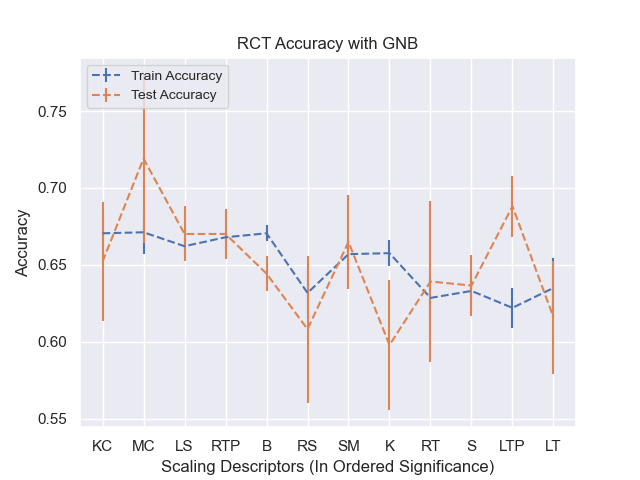 RCT Accuracy with GNB
Train Accuracy
Test Accuracy
0.75
0.70
0.65
0.60
0.55
Accuracy
KC MC LS RTP B RS SM K RT S LTP LT
Scaling Descriptors (In Ordered Significance)